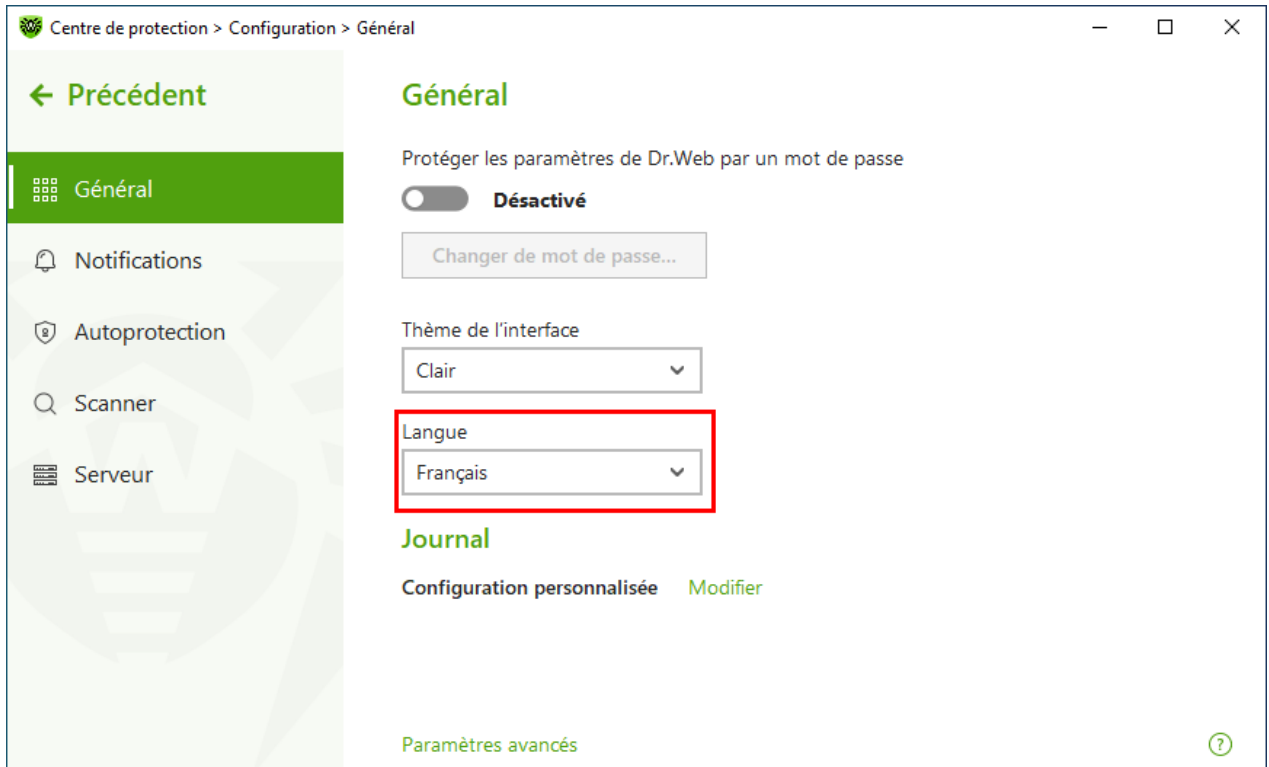 Centre de protection > Configuration > Général
Précédent
Général
Notifications
Autoprotection
Scanner
Serveur
Général
Protéger les paramètres de Dr.Web par un mot de passe
Désactivé
Changer de mot de passe...
Thème de l'interface
Clair
Langue
Français
Journal
Configuration personnalisée Modifier
Paramètres avancés
?